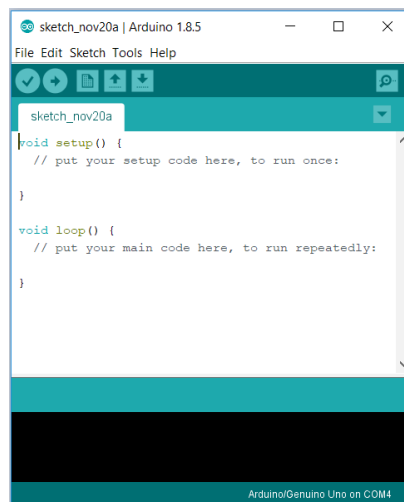 sketch_nov20a | Arduino 1.8.5
File Edit Sketch Tools Help
sketch_nov20a
void setup() {
// put your setup code here, to run once:
}
void loop() {
// put your main code here, to run repeatedly:
}
Arduino/Genuino Uno on COM4